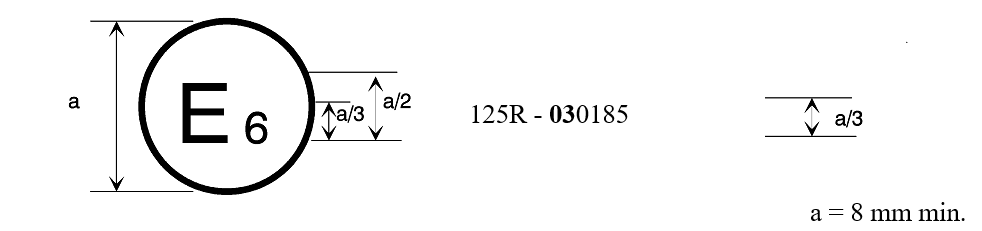 a
E 6
a/3
a/2
125R - 030185
a/3
a = 8 mm min.